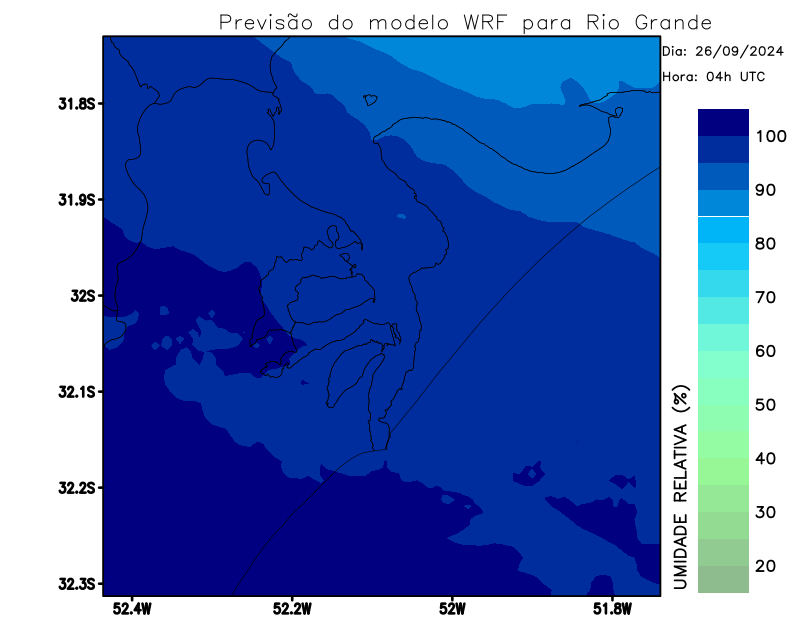 Previsão do modelo WRF para Rio Grande
Dia: 26/09/2024
Hora: 04h UTC
31.8S
31.9S
32S
32.1S
32.2S
32.3S
52.4W
52.2W
52W
51.8W
100
90
80
70
60
50
40
30
20
UMIDADE RELATIVA (%)